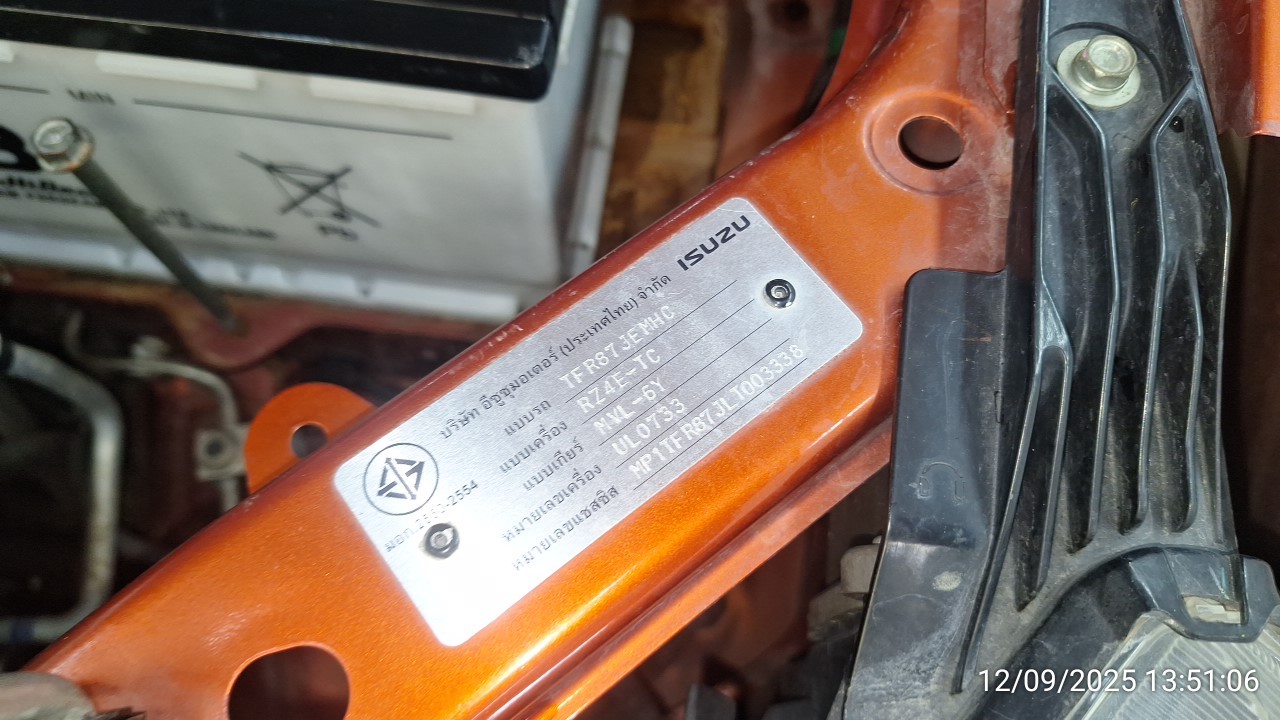 MIN
Pb
ISUZU
บริษัท อีซูซุมอเตอร์ (ประเทศไทย) จำกัด
แบบรถ TFR87JEMHC
แบบเครื่อง RZ4E-TC
แบบเกียร์ MXL-6Y
หมายเลขเครื่อง UL0733
หมายเลขแชสซิส MP1TFR87JLT003338
12/09/2025 13:51:06